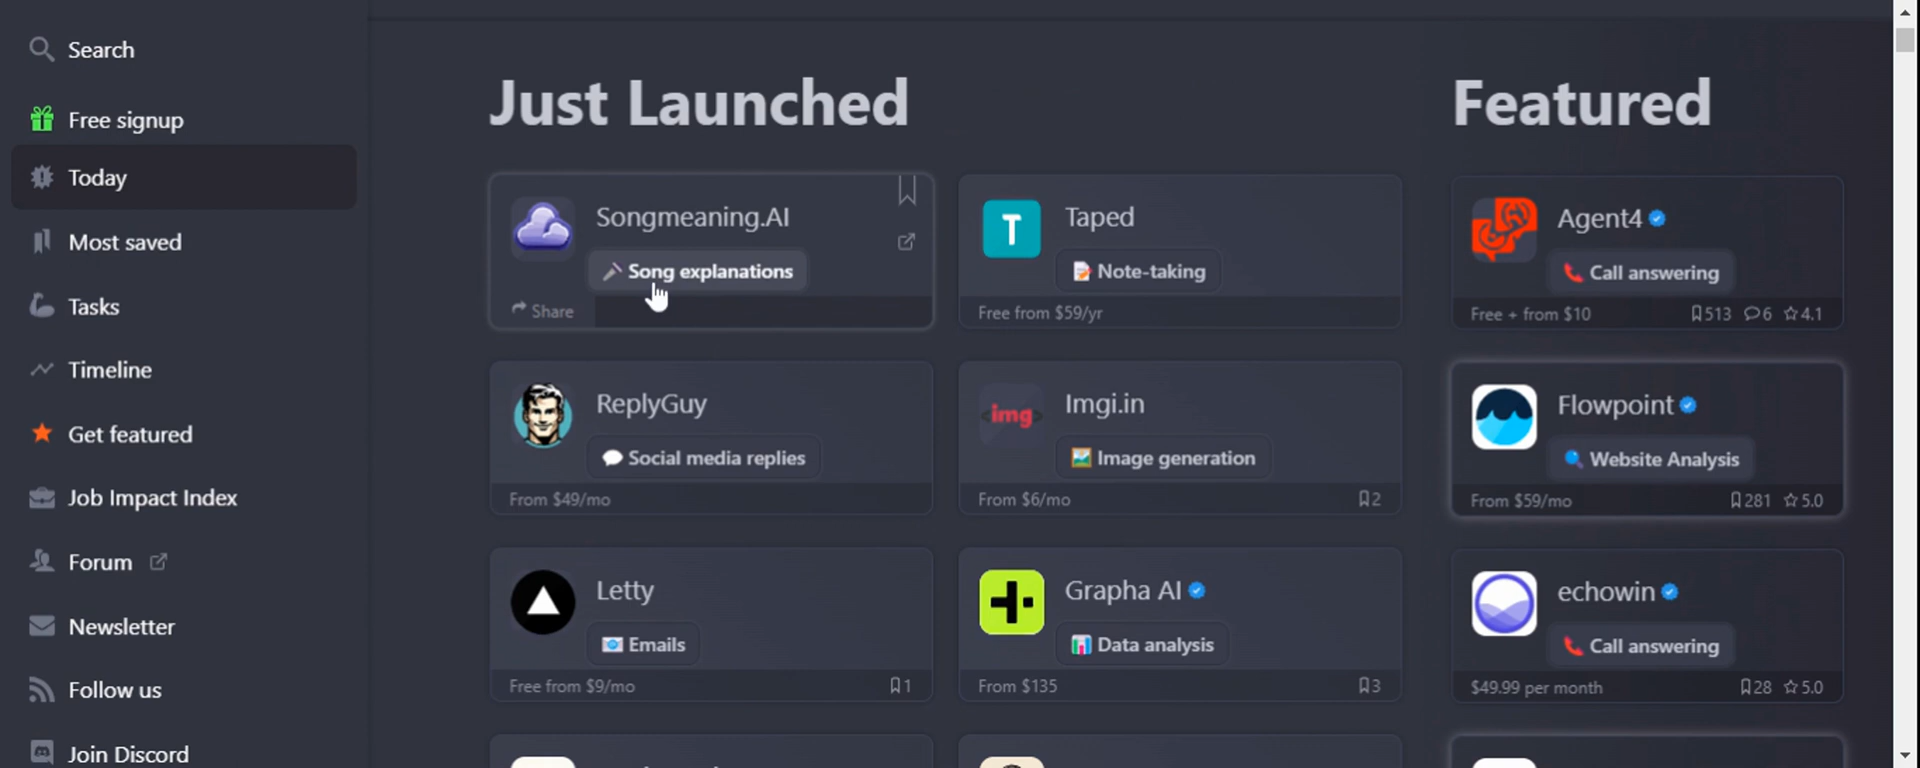 Search
Free signup
Today
Most saved
Tasks
Timeline
Get featured
Job Impact Index
Forum
Newsletter
Follow us
Join Discord
Just Launched
Songmeaning.AI
Song explanations
Share
Taped
T
Note-taking
Free from $59/yr
ReplyGuy
Social media replies
From $49/mo
Imgi.in
<img>
Image generation
From $6/mo
2
Letty
Emails
Free from $9/mo
1
Grapha AI
Data analysis
From $135
3
Featured
Agent4
Call answering
Free + from $10 513 6 4.1
Flowpoint
Website Analysis
From $59/mo 281 5.0
echowin
Call answering
$49.99 per month 28 5.0